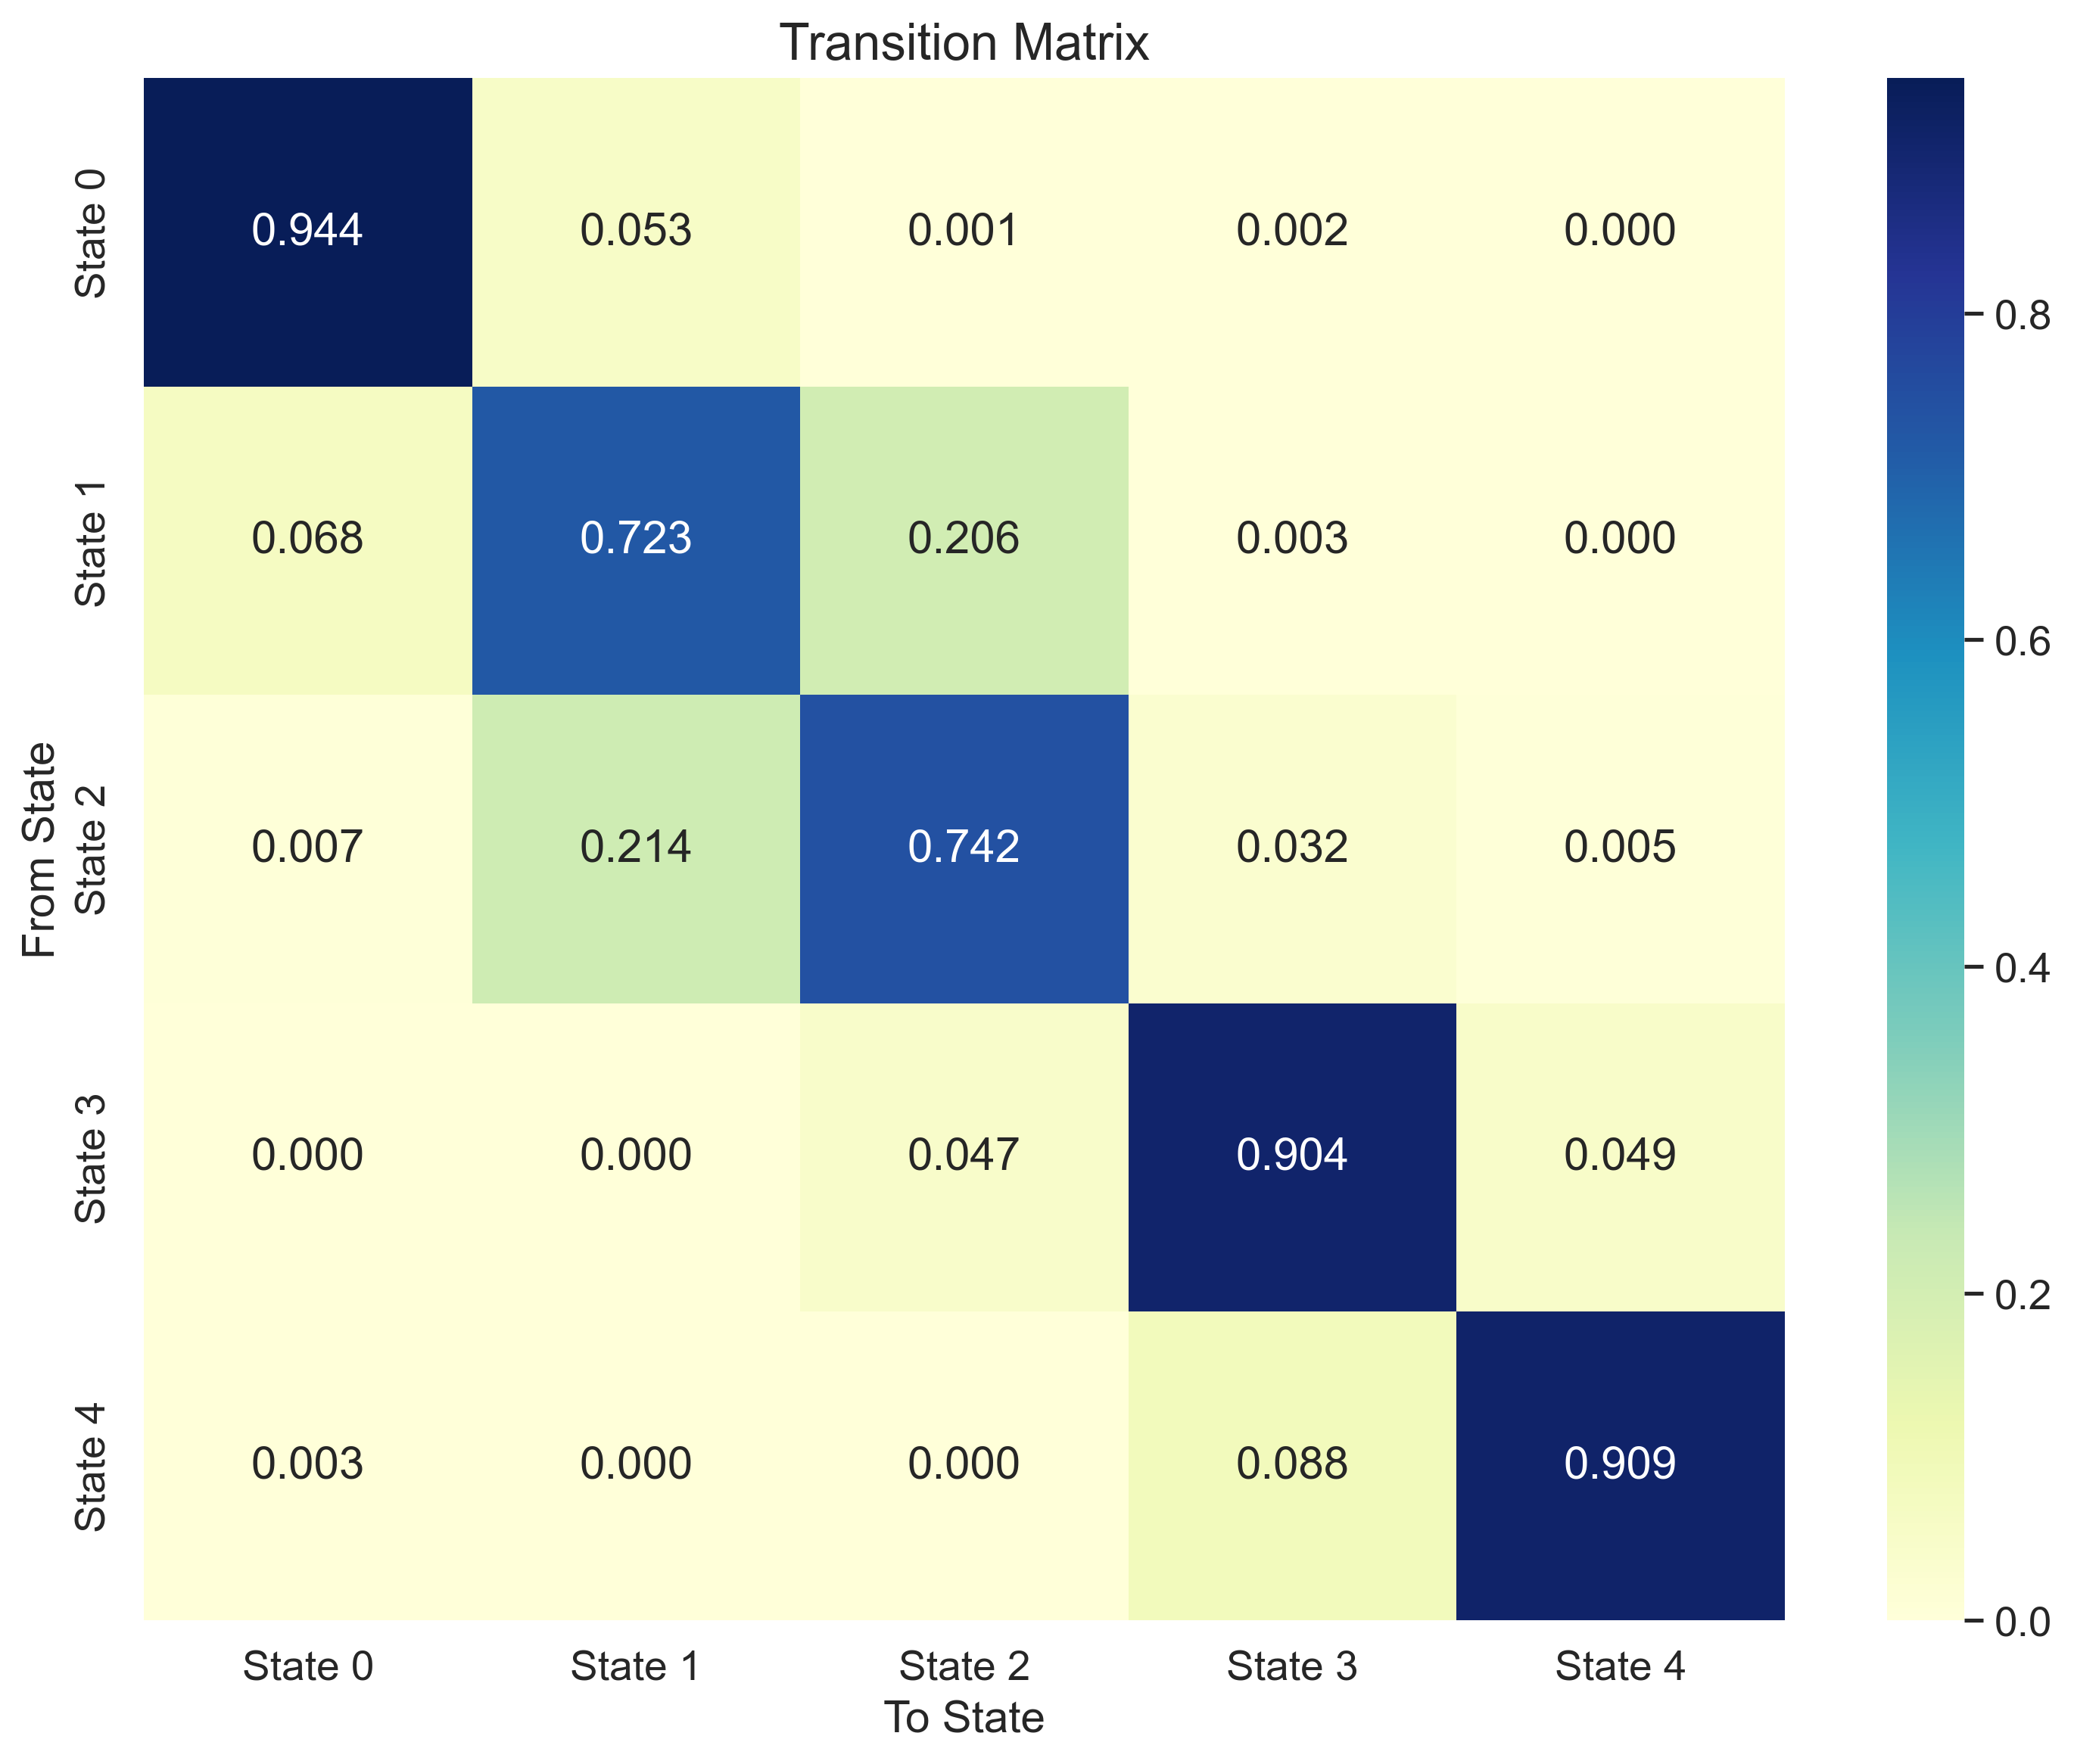 Transition Matrix
From State
State 0
0.944 0.053 0.001 0.002 0.000
State 1
0.068 0.723 0.206 0.003 0.000
State 2
0.007 0.214 0.742 0.032 0.005
State 3
0.000 0.000 0.047 0.904 0.049
State 4
0.003 0.000 0.000 0.088 0.909
State 0 State 1 State 2 State 3 State 4
To State
0.8
0.6
0.4
0.2
0.0